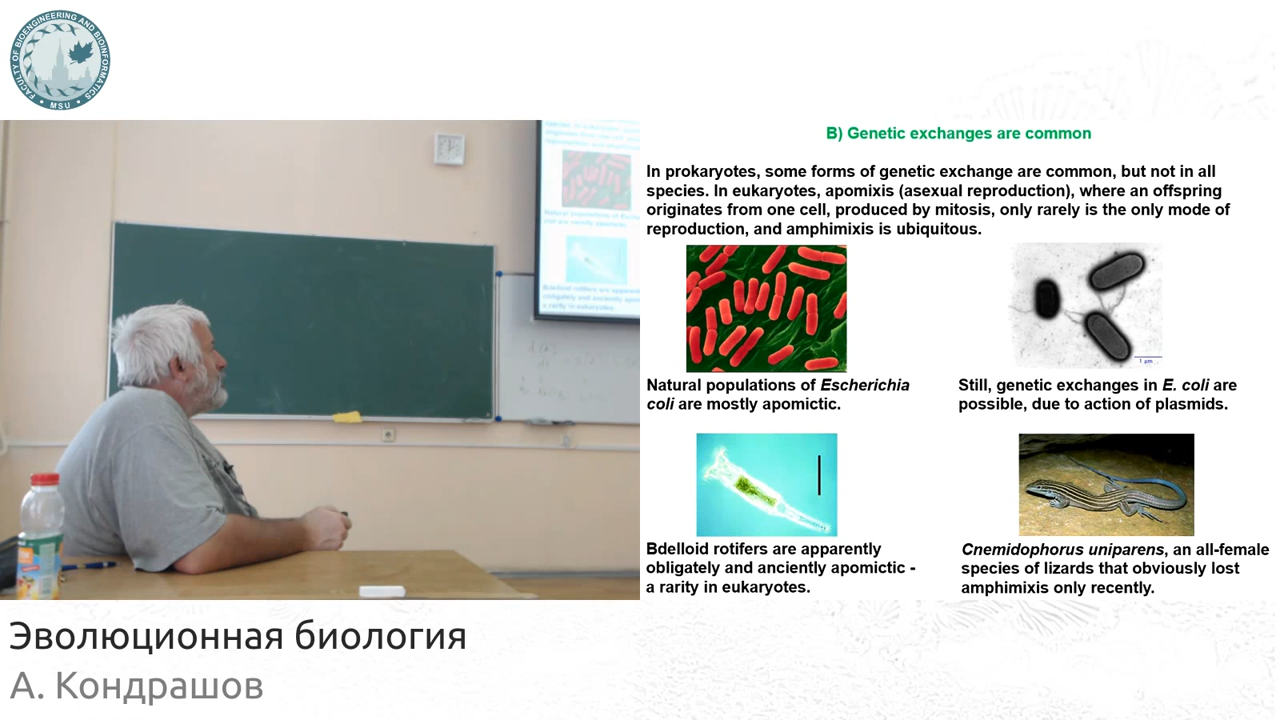 FACULTY OF BIOENGINEERING AND BIOINFORMATICS
• MSU •
B) Genetic exchanges are common
In prokaryotes, some forms of genetic exchange are common, but not in all
species. In eukaryotes, apomixis (asexual reproduction), where an offspring
originates from one cell, produced by mitosis, only rarely is the only mode of
reproduction, and amphimixis is ubiquitous.
1 µm
Natural populations of Escherichia
coli are mostly apomictic.
Still, genetic exchanges in E. coli are
possible, due to action of plasmids.
Bdelloid rotifers are apparently
obligately and anciently apomictic -
a rarity in eukaryotes.
Cnemidophorus uniparens, an all-female
species of lizards that obviously lost
amphimixis only recently.
Эволюционная биология
А. Кондрашов